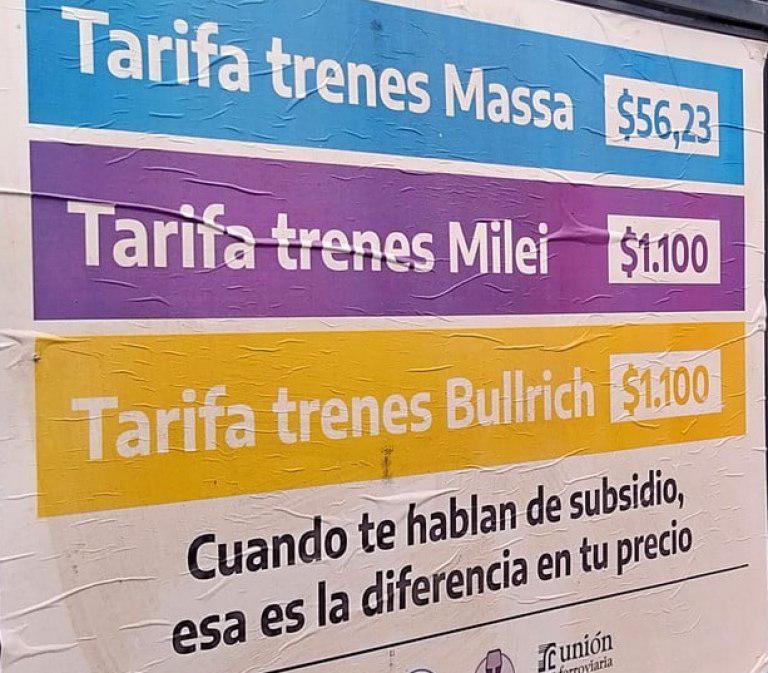 Tarifa trenes Massa $56,23
Tarifa trenes Milei $1.100
Tarifa trenes Bullrich $1.100
Cuando te hablan de subsidio,
esa es la diferencia en tu precio
unión
ferroviaria